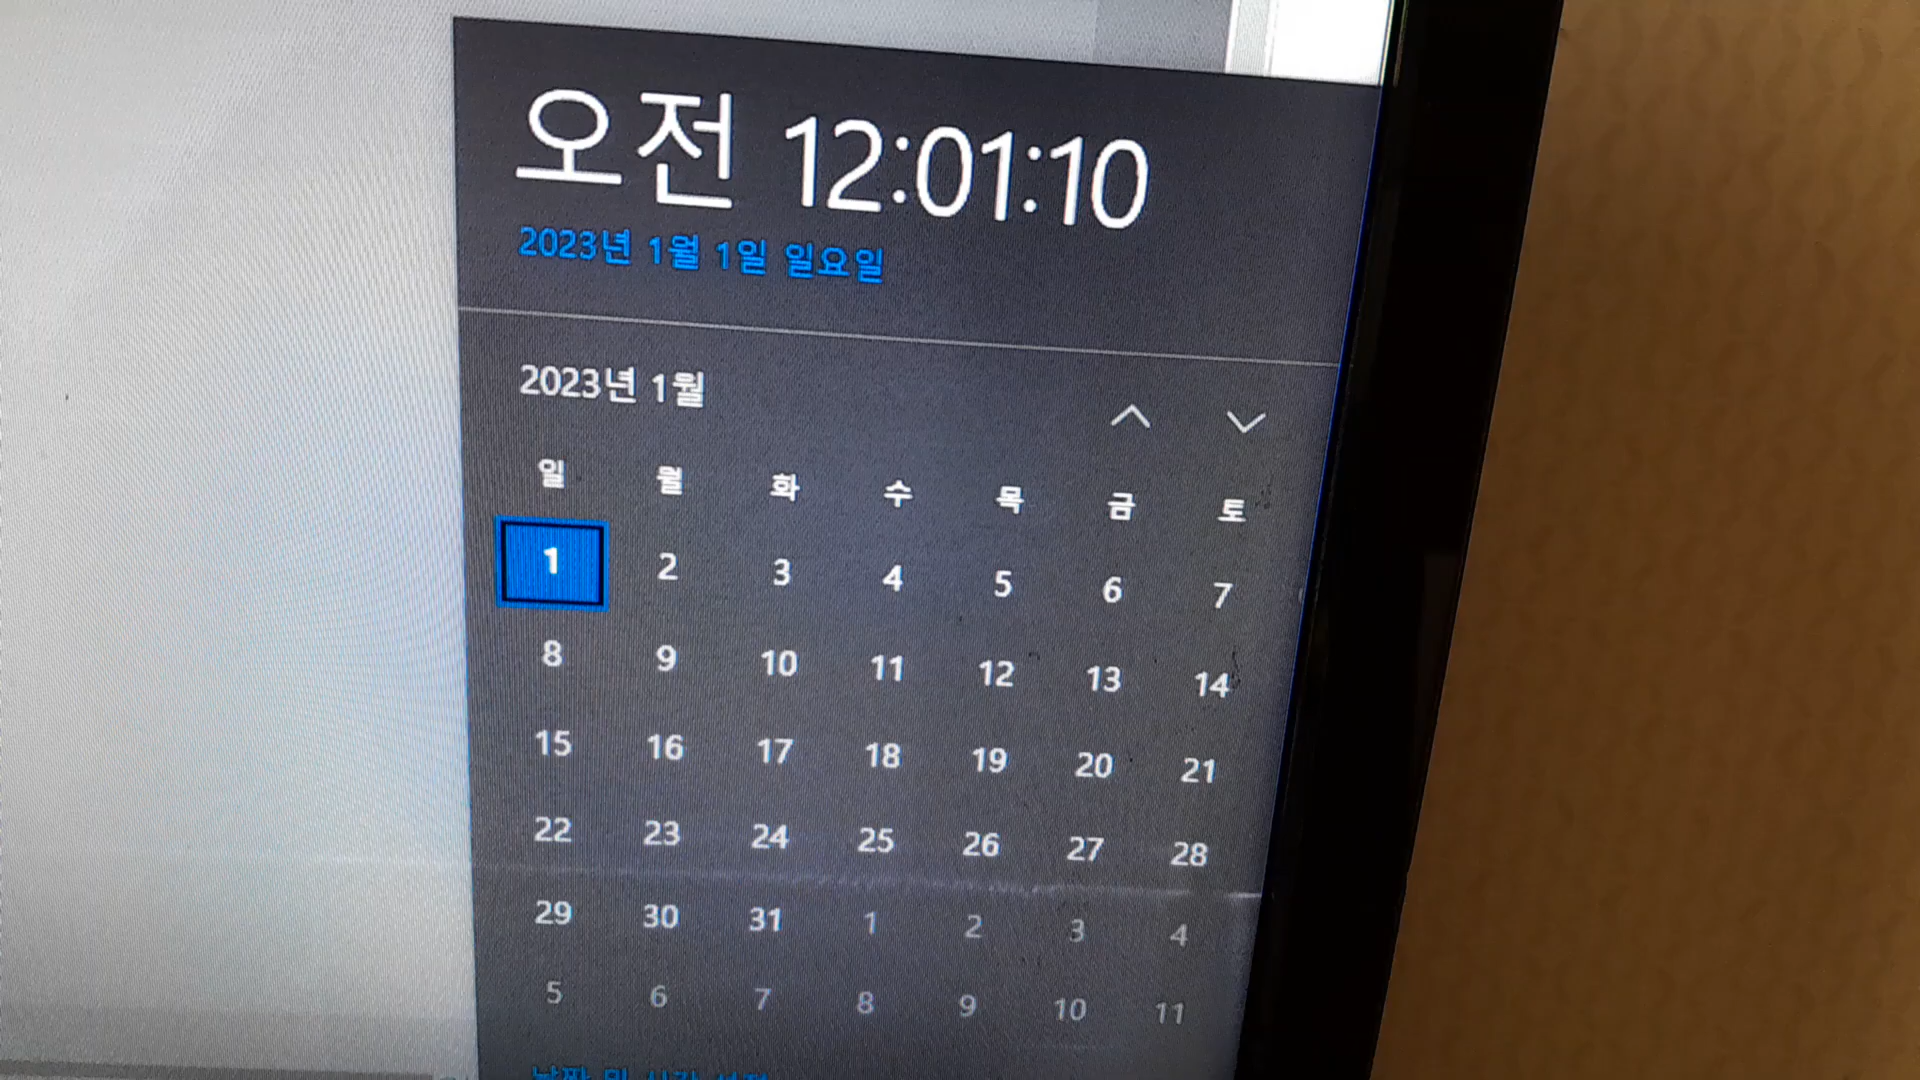 오전 12:01:10
2023년 1월 1일 일요일
2023년 1월
일 월 화 수 목 금 토
1 2 3 4 5 6 7
8 9 10 11 12 13 14
15 16 17 18 19 20 21
22 23 24 25 26 27 28
29 30 31 1 2 3 4
5 6 7 8 9 10 11